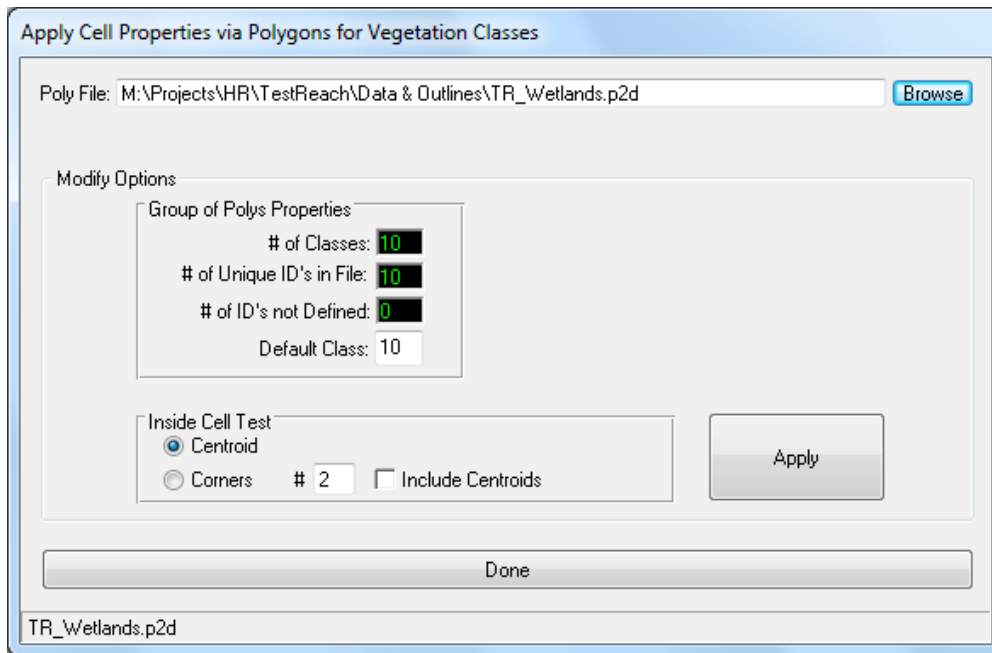 Apply Cell Properties via Polygons for Vegetation Classes
Poly File: M:\Projects\HR\TestReach\Data & Outlines\TR_Wetlands.p2d Browse
Modify Options
Group of Polys Properties
# of Classes: 10
# of Unique ID's in File: 10
# of ID's not Defined: 0
Default Class: 10
Inside Cell Test
Centroid
Corners # 2 Include Centroids
Apply
Done
TR_Wetlands.p2d